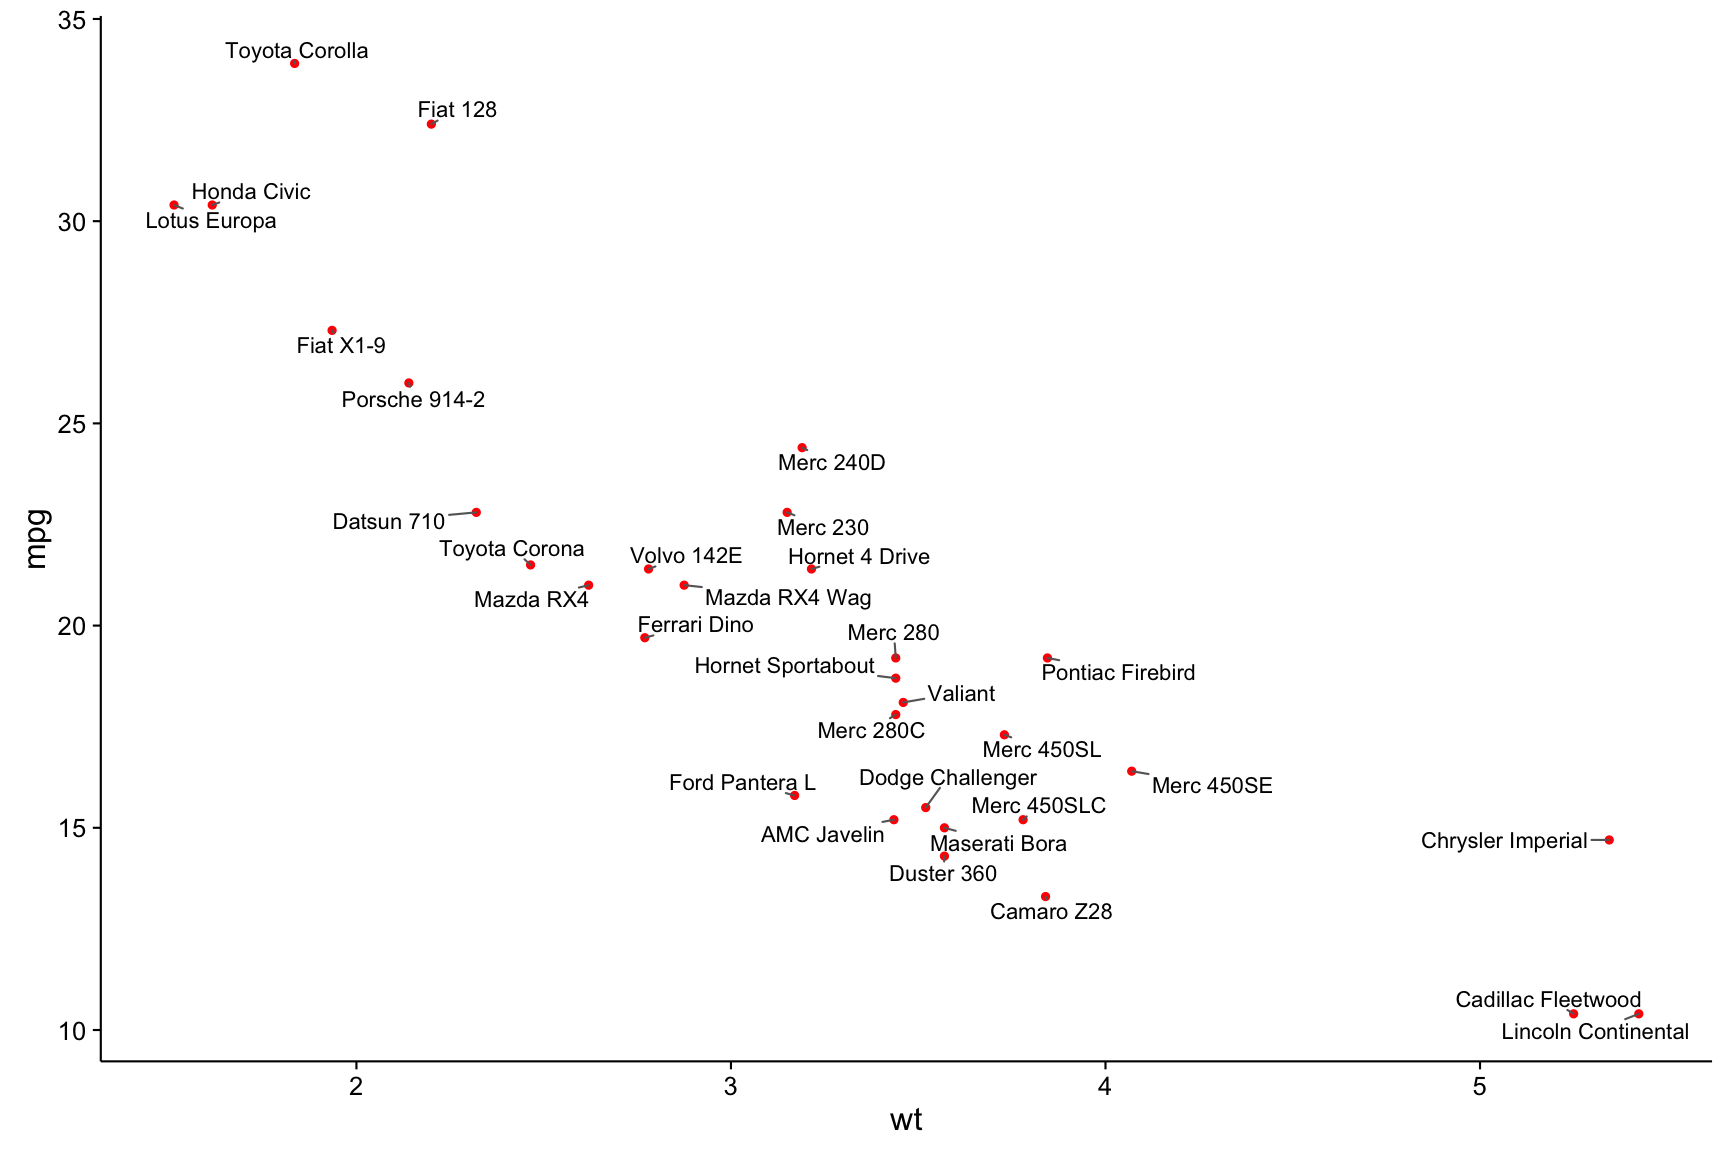 35
Toyota Corolla
Fiat 128
Honda Civic
30
Lotus Europa
Fiat X1-9
Porsche 914-2
25
Merc 240D
Datsun 710
Merc 230
mpg
Toyota Corona
Volvo 142E
Hornet 4 Drive
Mazda RX4
Mazda RX4 Wag
20
Ferrari Dino
Merc 280
Hornet Sportabout
Pontiac Firebird
Valiant
Merc 280C
Merc 450SL
Ford Pantera L
Dodge Challenger
Merc 450SE
Merc 450SLC
15
AMC Javelin
Maserati Bora
Chrysler Imperial
Duster 360
Camaro Z28
Cadillac Fleetwood
10
Lincoln Continental
2 3 4 5
wt